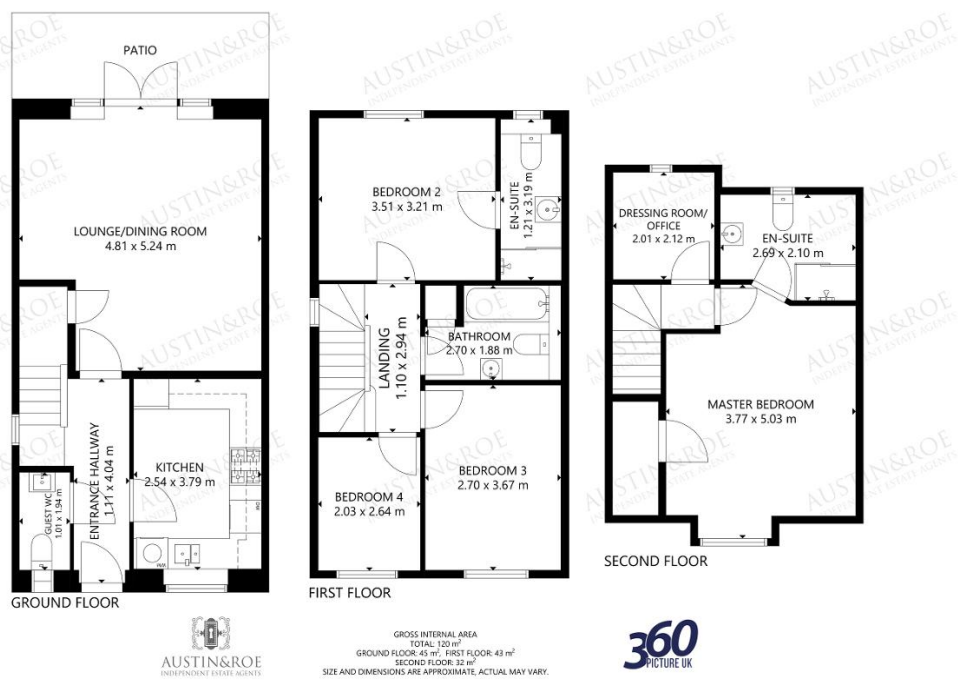 PATIO
LOUNGE/DINING ROOM
4.81 x 5.24 m
ENTRANCE HALLWAY
1.11 x 4.04 m
KITCHEN
2.54 x 3.79 m
GUEST WC
1.01 x 1.94 m
WM
DW
GROUND FLOOR
BEDROOM 2
3.51 x 3.21 m
EN-SUITE
1.21 x 3.19 m
LANDING
1.10 x 2.94 m
BATHROOM
2.70 x 1.88 m
BEDROOM 3
2.70 x 3.67 m
BEDROOM 4
2.03 x 2.64 m
FIRST FLOOR
DRESSING ROOM/
OFFICE
2.01 x 2.12 m
EN-SUITE
2.69 x 2.10 m
MASTER BEDROOM
3.77 x 5.03 m
SECOND FLOOR
AUSTIN&ROE
INDEPENDENT ESTATE AGENTS
GROSS INTERNAL AREA
TOTAL: 120 m²
GROUND FLOOR: 45 m², FIRST FLOOR: 43 m²
SECOND FLOOR: 32 m²
SIZE AND DIMENSIONS ARE APPROXIMATE, ACTUAL MAY VARY.
360
PICTURE UK